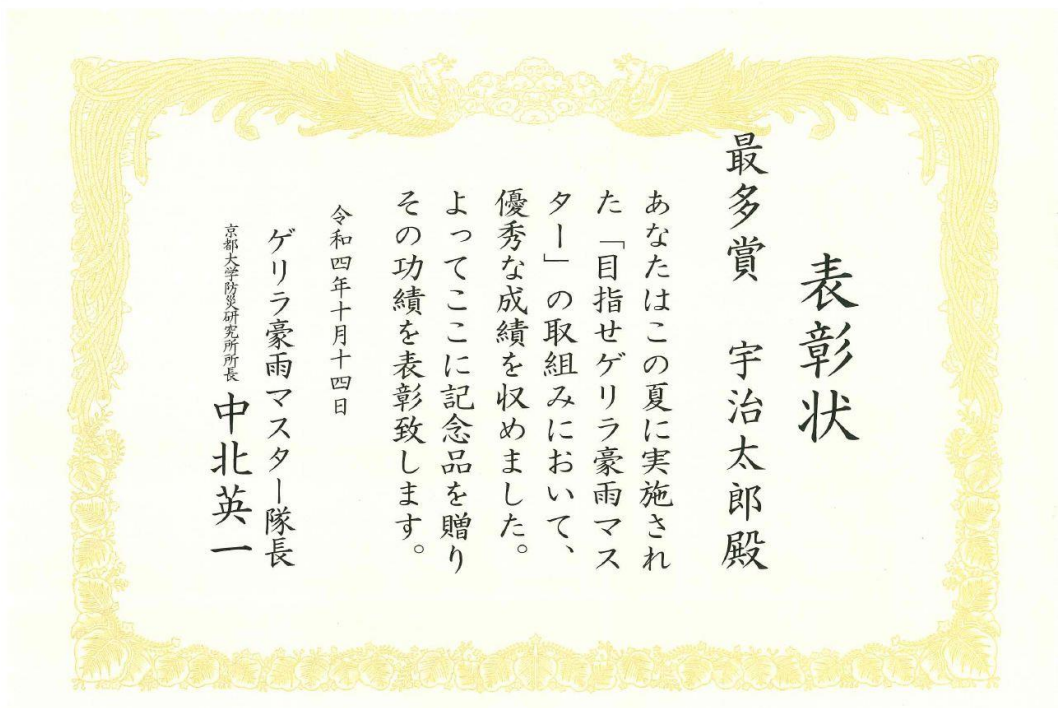 表彰状
最多賞　宇治太郎殿
あなたはこの夏に実施され
た「目指せゲリラ豪雨マス
ター」の取組みにおいて、
優秀な成績を収めました。
よってここに記念品を贈り
その功績を表彰致します。
令和四年十月十四日
ゲリラ豪雨マスター隊長
京都大学防災研究所所長　中北英一